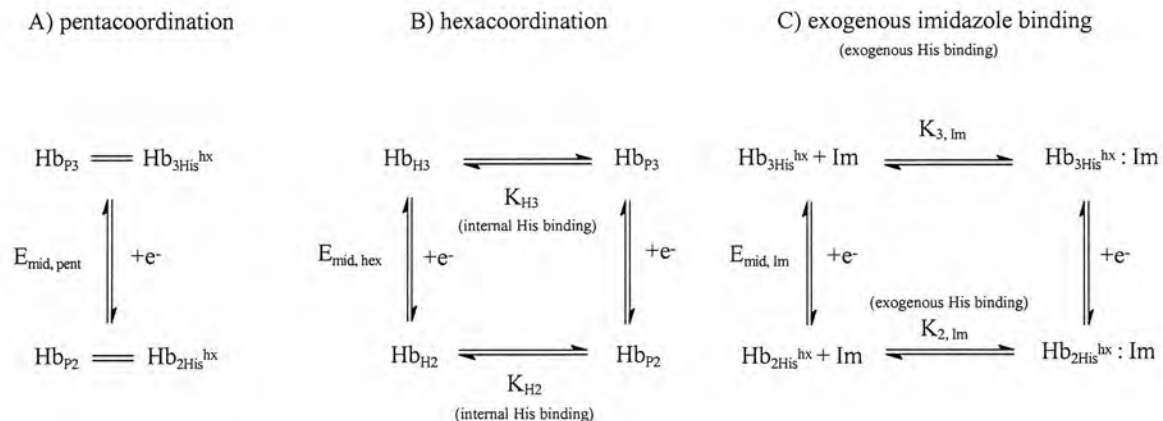 A) pentacoordination
B) hexacoordination
C) exogenous imidazole binding
(exogenous His binding)
Hb_P3 = Hb_3His^hx
E_mid, pent
+e-
Hb_P2 = Hb_2His^hx
Hb_H3 ⇌ Hb_P3
K_H3
(internal His binding)
E_mid, hex
+e-
+e-
Hb_H2 ⇌ Hb_P2
K_H2
(internal His binding)
K_3, Im
Hb_3His^hx + Im ⇌ Hb_3His^hx : Im
E_mid, Im
+e-
+e-
(exogenous His binding)
K_2, Im
Hb_2His^hx + Im ⇌ Hb_2His^hx : Im